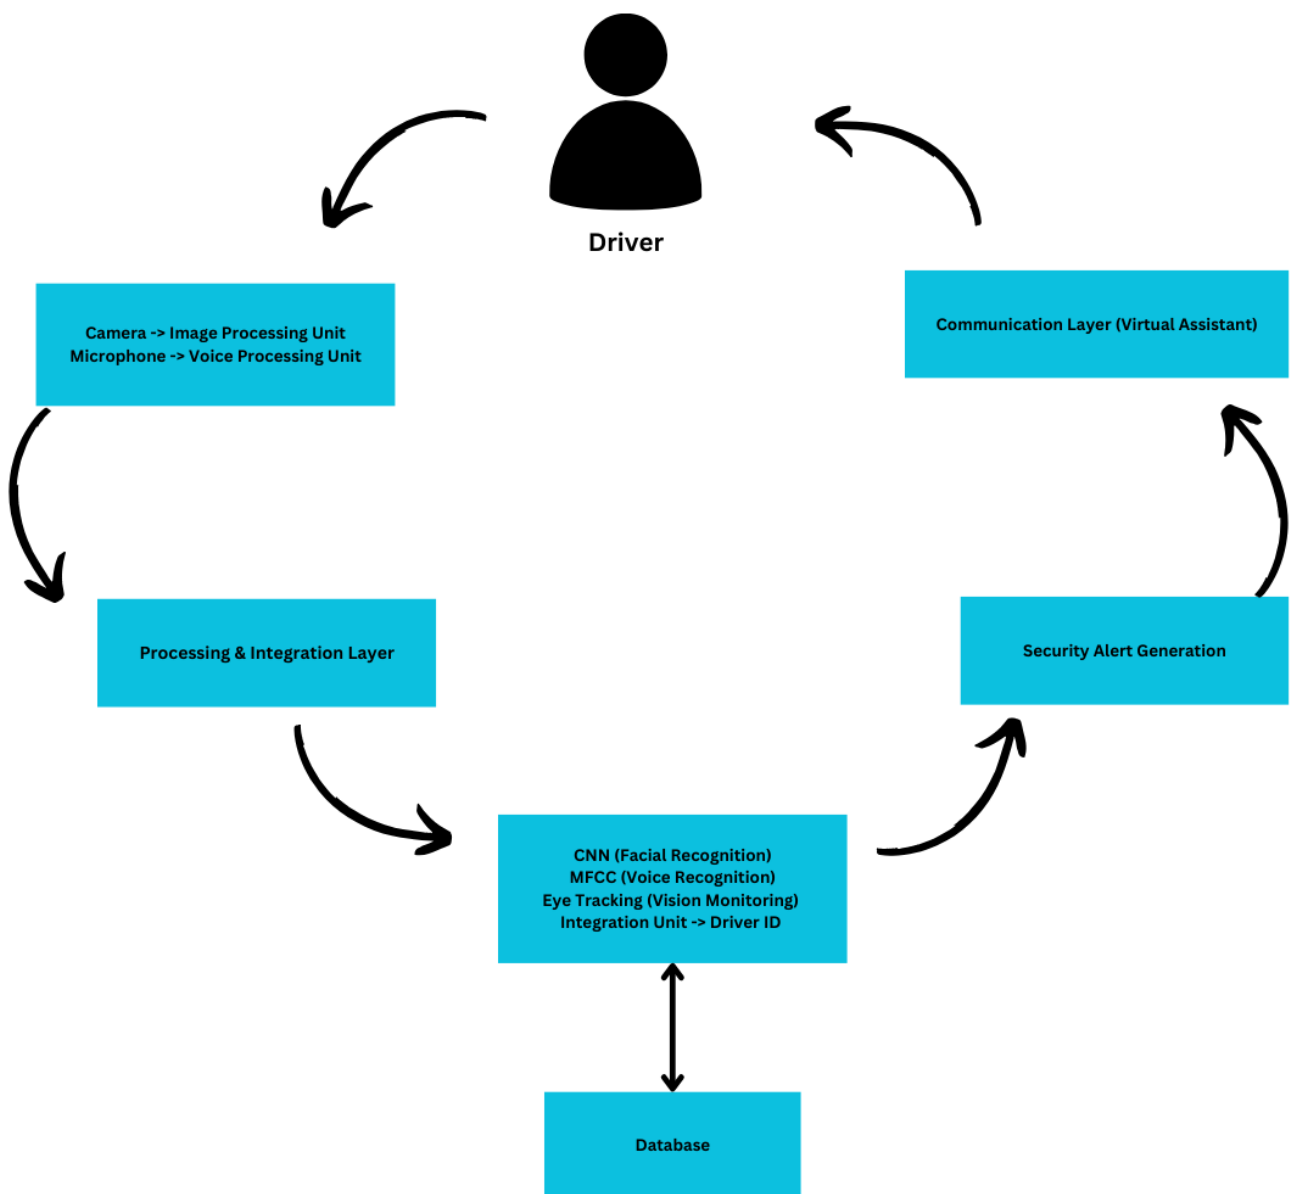 Driver
Camera -> Image Processing Unit
Microphone -> Voice Processing Unit
Communication Layer (Virtual Assistant)
Processing & Integration Layer
Security Alert Generation
CNN (Facial Recognition)
MFCC (Voice Recognition)
Eye Tracking (Vision Monitoring)
Integration Unit -> Driver ID
Database